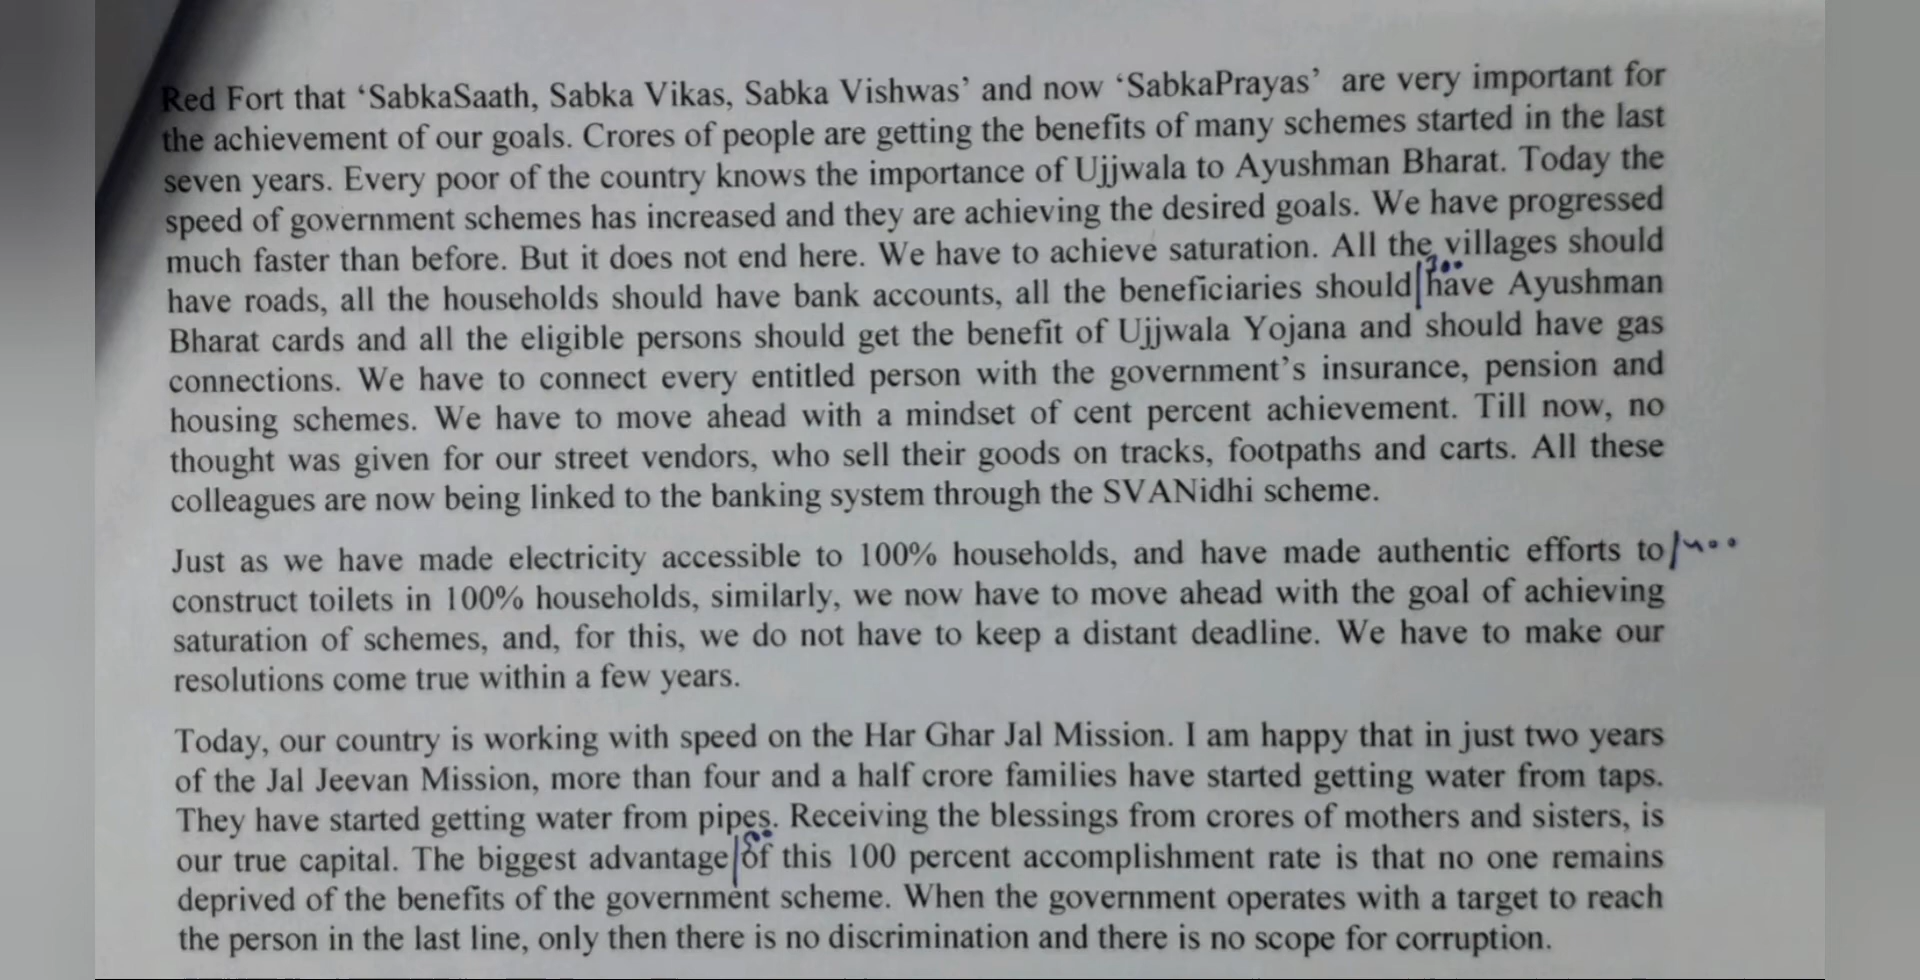 Red Fort that ‘SabkaSaath, Sabka Vikas, Sabka Vishwas’ and now ‘SabkaPrayas’ are very important for
the achievement of our goals. Crores of people are getting the benefits of many schemes started in the last
seven years. Every poor of the country knows the importance of Ujjwala to Ayushman Bharat. Today the
speed of government schemes has increased and they are achieving the desired goals. We have progressed
much faster than before. But it does not end here. We have to achieve saturation. All the villages should
have roads, all the households should have bank accounts, all the beneficiaries should have Ayushman
Bharat cards and all the eligible persons should get the benefit of Ujjwala Yojana and should have gas
connections. We have to connect every entitled person with the government’s insurance, pension and
housing schemes. We have to move ahead with a mindset of cent percent achievement. Till now, no
thought was given for our street vendors, who sell their goods on tracks, footpaths and carts. All these
colleagues are now being linked to the banking system through the SVANidhi scheme.
Just as we have made electricity accessible to 100% households, and have made authentic efforts to
construct toilets in 100% households, similarly, we now have to move ahead with the goal of achieving
saturation of schemes, and, for this, we do not have to keep a distant deadline. We have to make our
resolutions come true within a few years.
Today, our country is working with speed on the Har Ghar Jal Mission. I am happy that in just two years
of the Jal Jeevan Mission, more than four and a half crore families have started getting water from taps.
They have started getting water from pipes. Receiving the blessings from crores of mothers and sisters, is
our true capital. The biggest advantage of this 100 percent accomplishment rate is that no one remains
deprived of the benefits of the government scheme. When the government operates with a target to reach
the person in the last line, only then there is no discrimination and there is no scope for corruption.